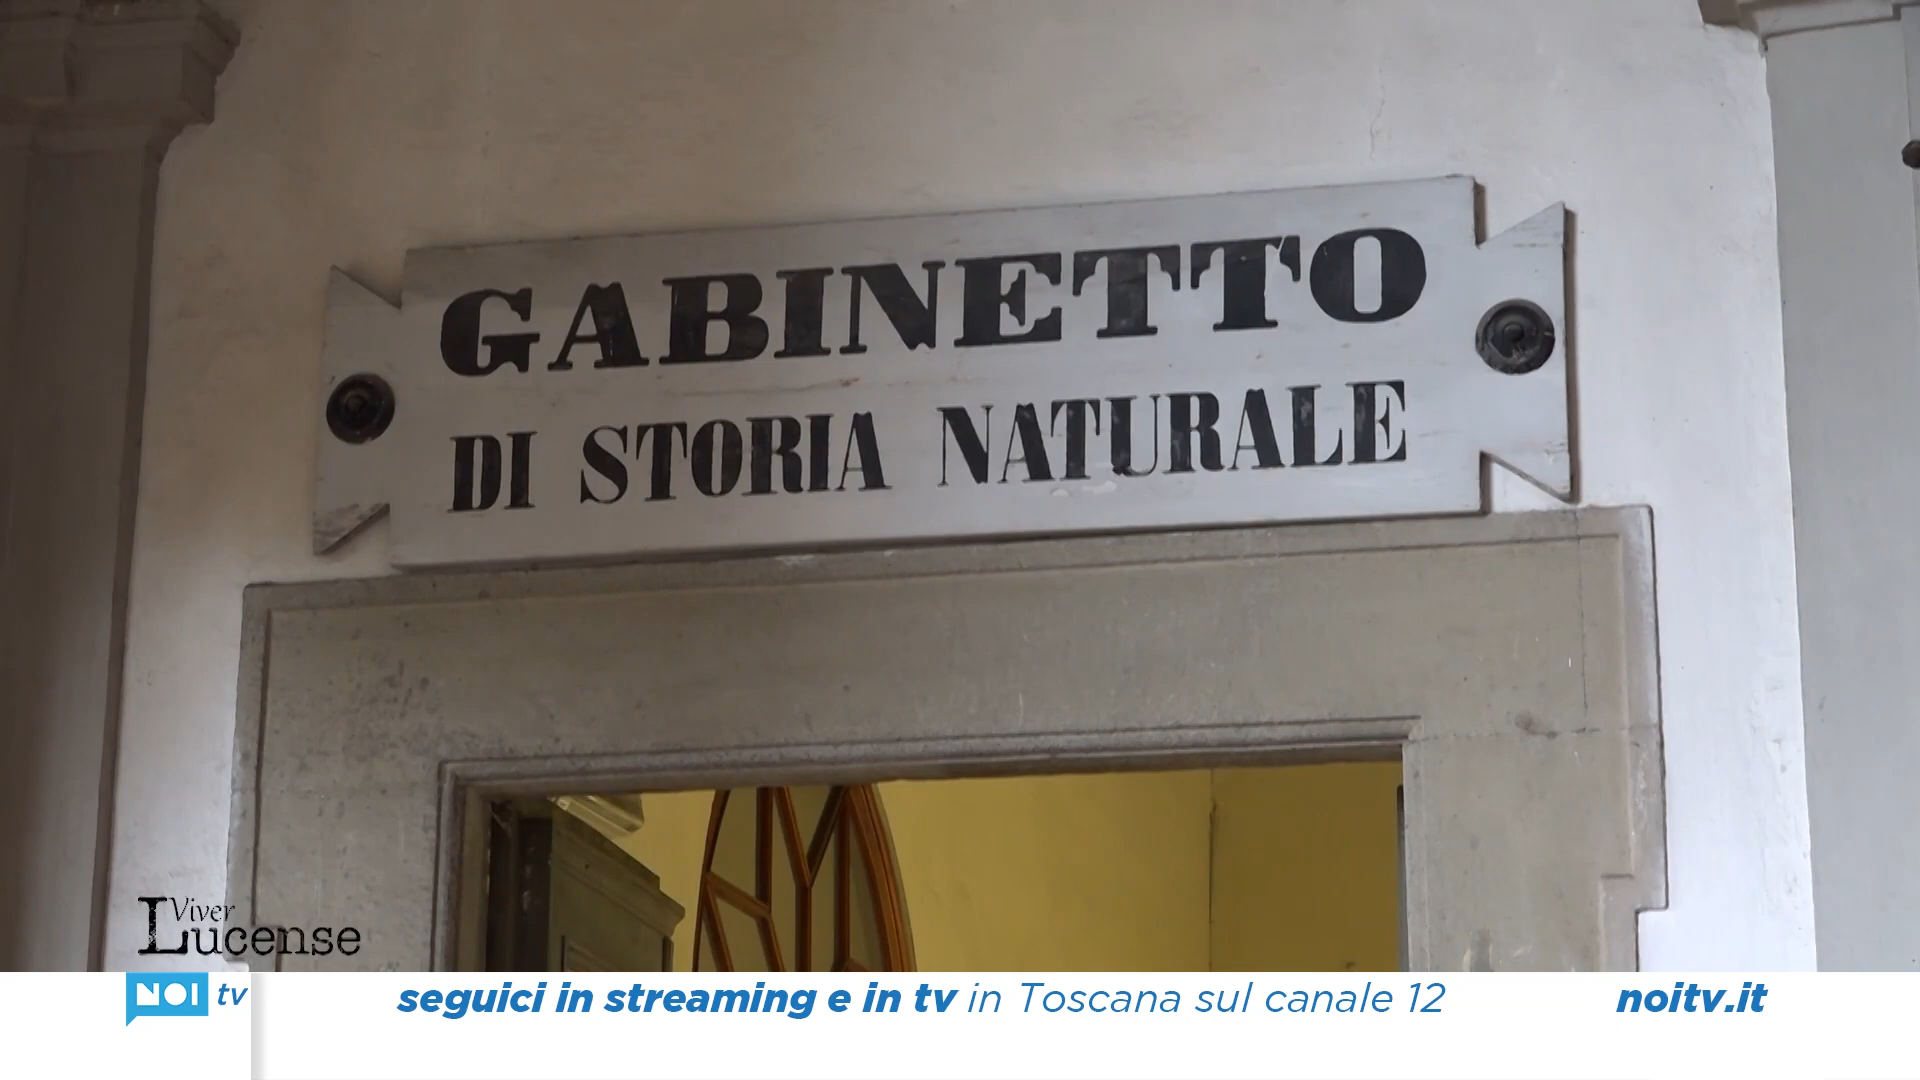 GABINETTO
DI STORIA NATURALE
Viver
Lucense
NOI tv
seguici in streaming e in tv in Toscana sul canale 12
noitv.it